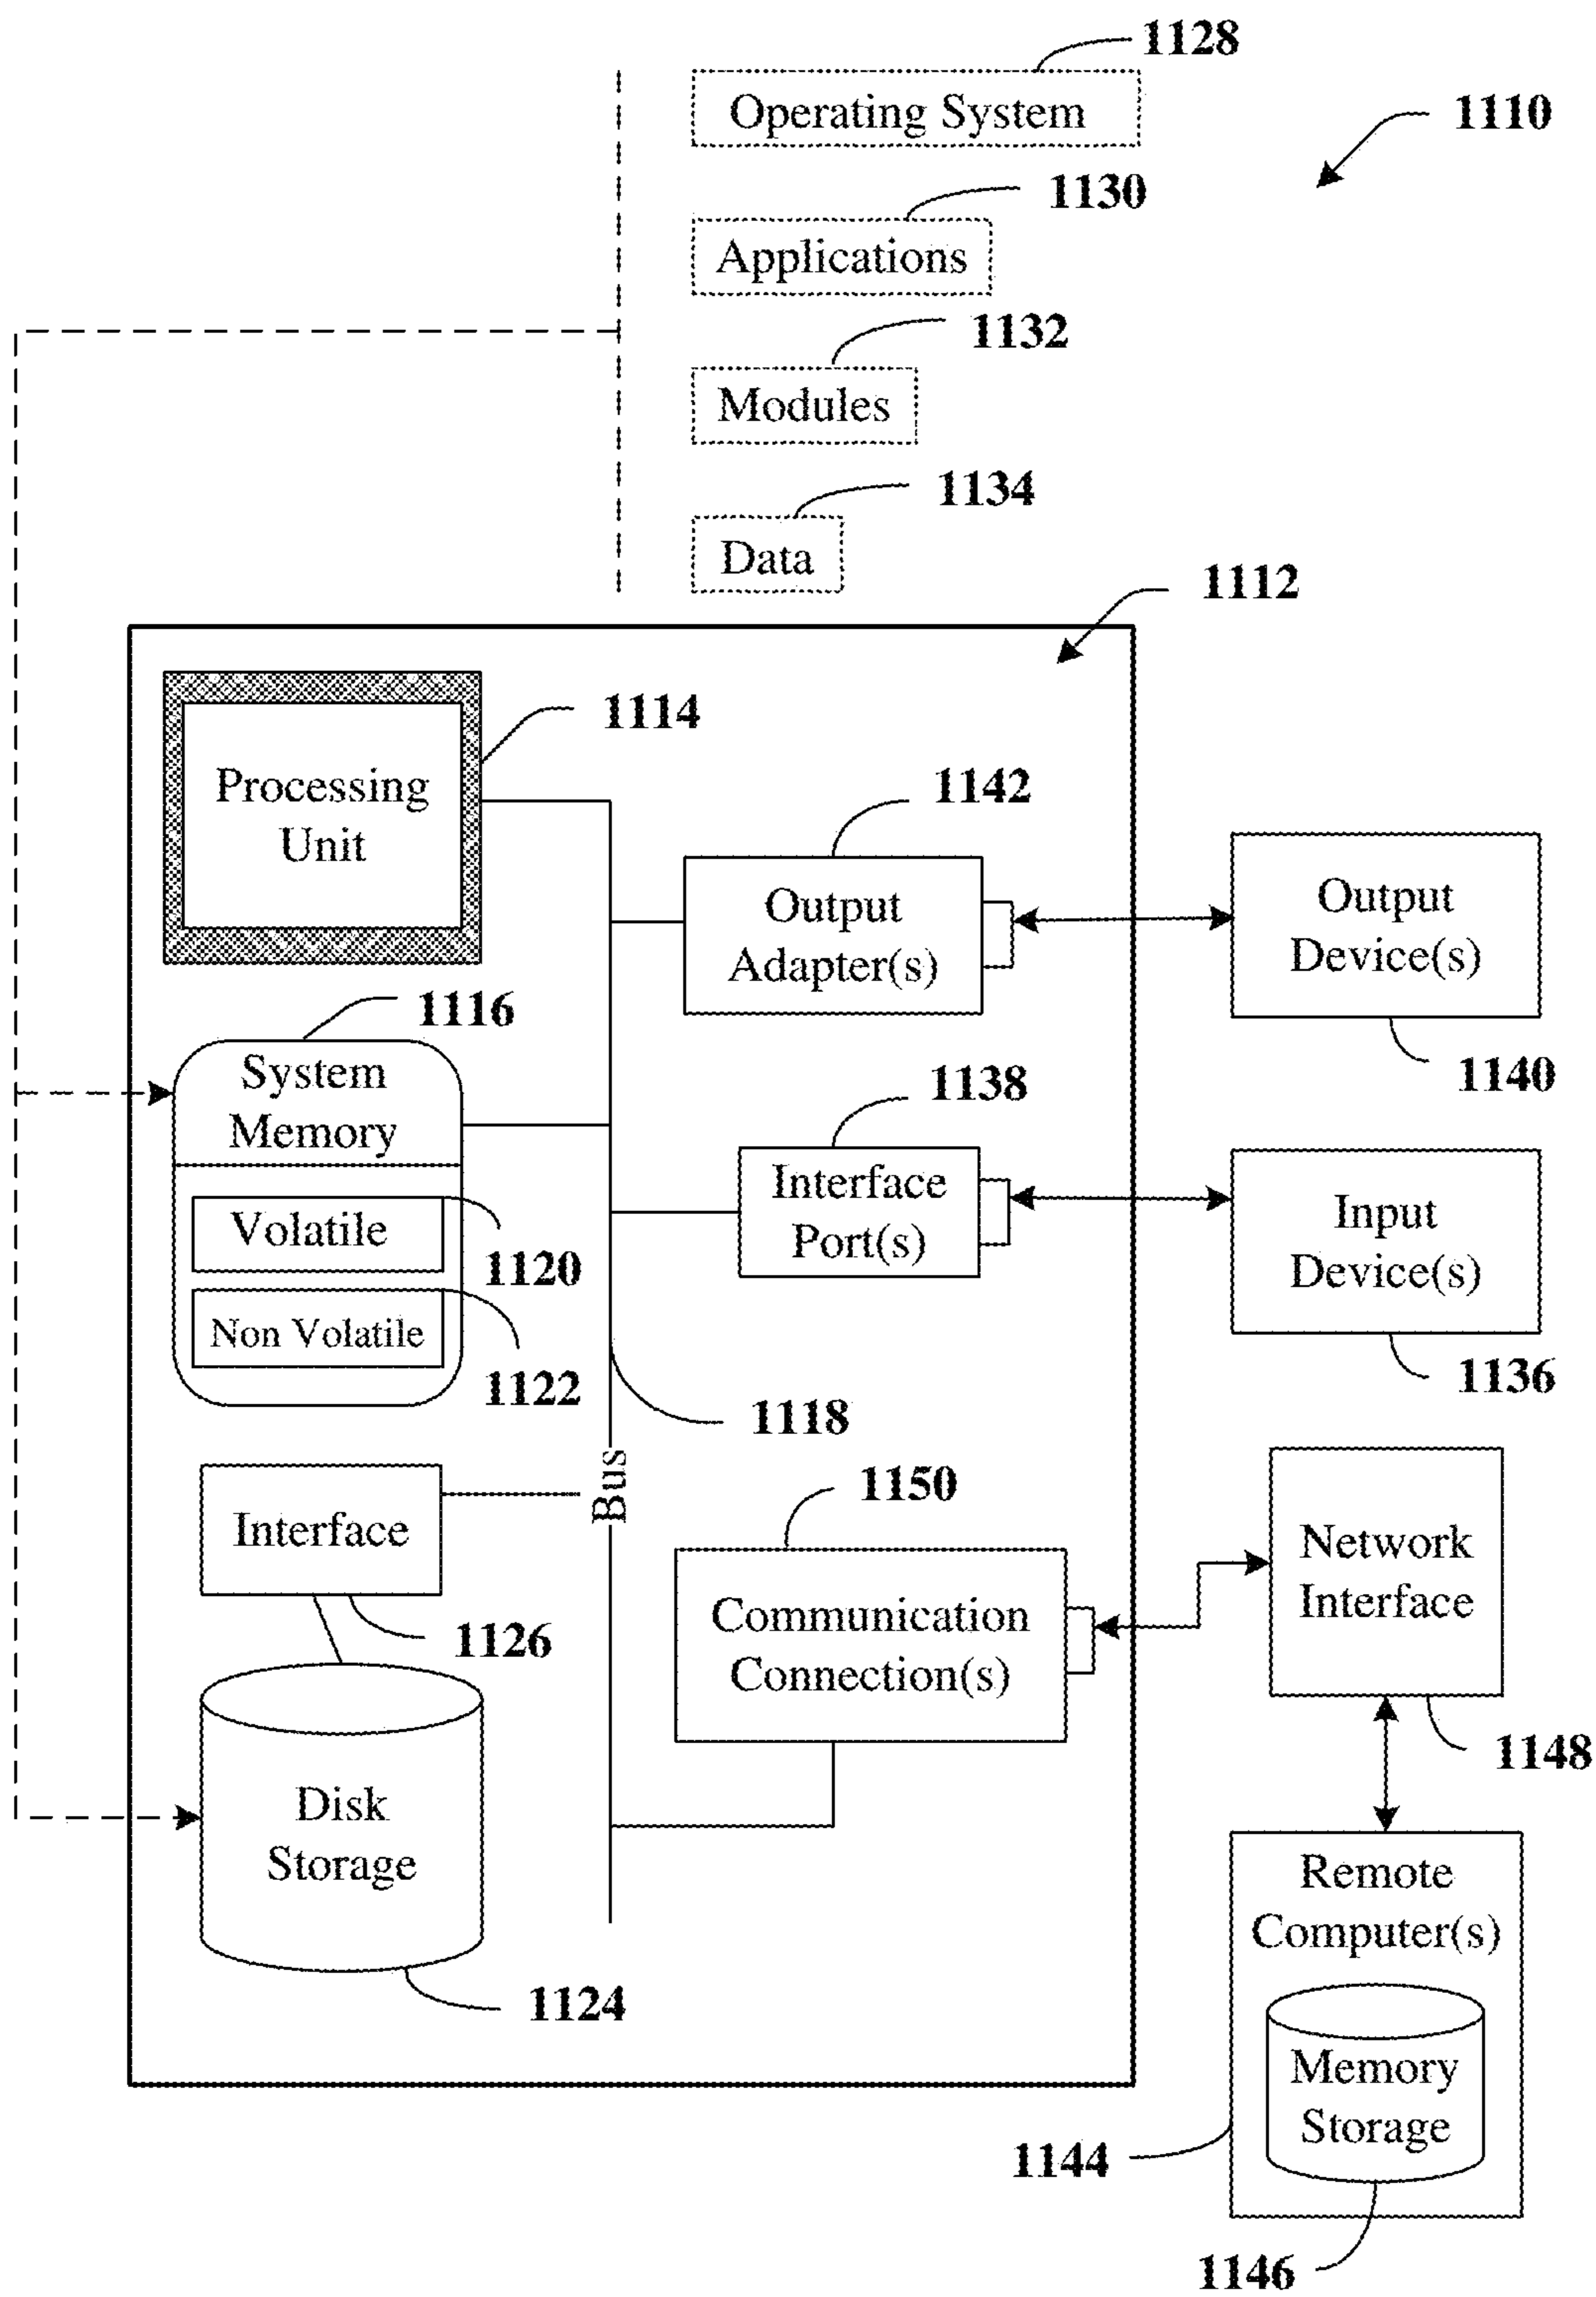 1128
Operating System
1110
1130
Applications
1132
Modules
1134
Data
1112
1114
Processing
Unit
1142
Output
Adapter(s)
Output
Device(s)
1140
1116
System
Memory
Volatile
1120
Non Volatile
1122
1138
Interface
Port(s)
Input
Device(s)
1136
1118
Bus
Interface
1126
1150
Communication
Connection(s)
Network
Interface
1148
Disk
Storage
1124
Remote
Computer(s)
Memory
Storage
1144
1146